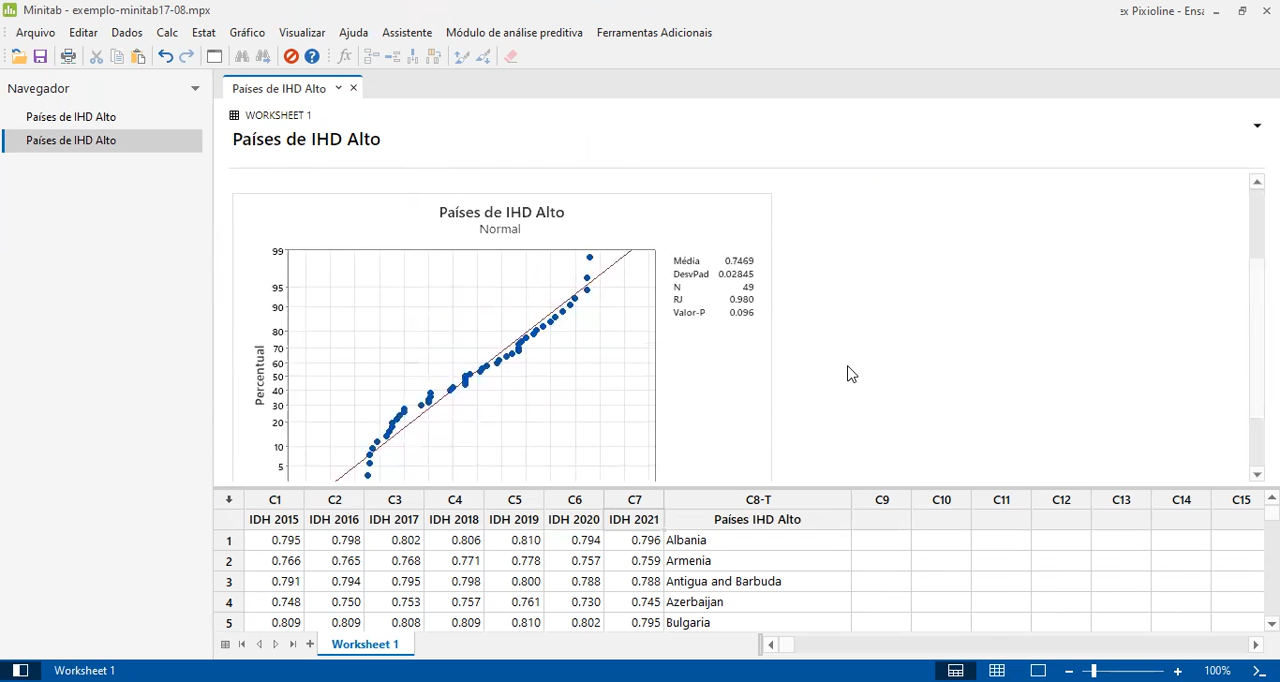 Minitab - exemplo-minitab17-08.mpx
ex Pixioline - Ensa
Arquivo Editar Dados Calc Estat Gráfico Visualizar Ajuda Assistente Módulo de análise preditiva Ferramentas Adicionais
Navegador
Países de IHD Alto
Países de IHD Alto
Países de IHD Alto
WORKSHEET 1
Países de IHD Alto
Países de IHD Alto
Normal
Percentual
99
95
90
80
70
60
50
40
30
20
10
5
Média 0.7469
DesvPad 0.02845
N 49
RJ 0.980
Valor-P 0.096
C1 C2 C3 C4 C5 C6 C7 C8-T C9 C10 C11 C12 C13 C14 C15
IDH 2015 IDH 2016 IDH 2017 IDH 2018 IDH 2019 IDH 2020 IDH 2021 Países IHD Alto
1 0.795 0.798 0.802 0.806 0.810 0.794 0.796 Albania
2 0.766 0.765 0.768 0.771 0.778 0.757 0.759 Armenia
3 0.791 0.794 0.795 0.798 0.800 0.788 0.788 Antigua and Barbuda
4 0.748 0.750 0.753 0.757 0.761 0.730 0.745 Azerbaijan
5 0.809 0.809 0.808 0.809 0.810 0.802 0.795 Bulgaria
Worksheet 1
Worksheet 1
100%